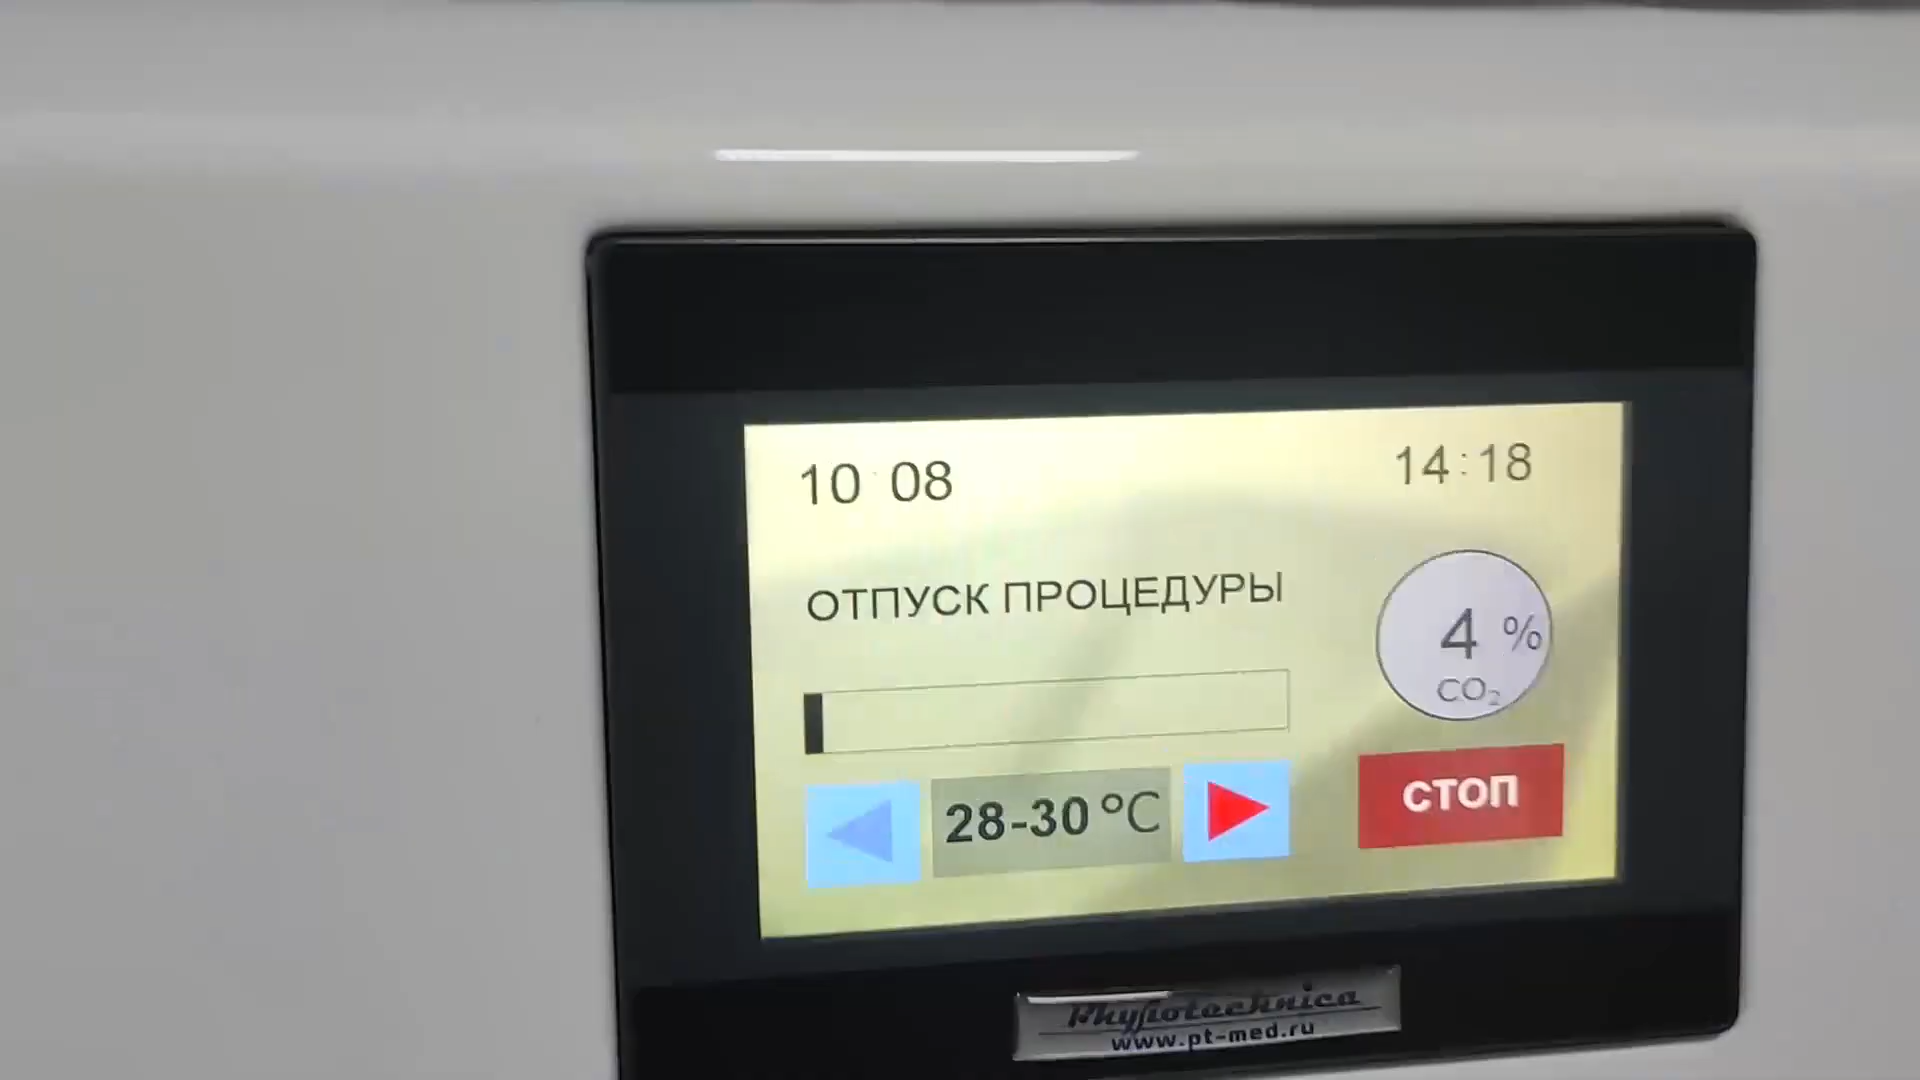 10 08
14:18
ОТПУСК ПРОЦЕДУРЫ
4 %
CO₂
28-30 °C
СТОП
Physiotechnica
www.pt-med.ru